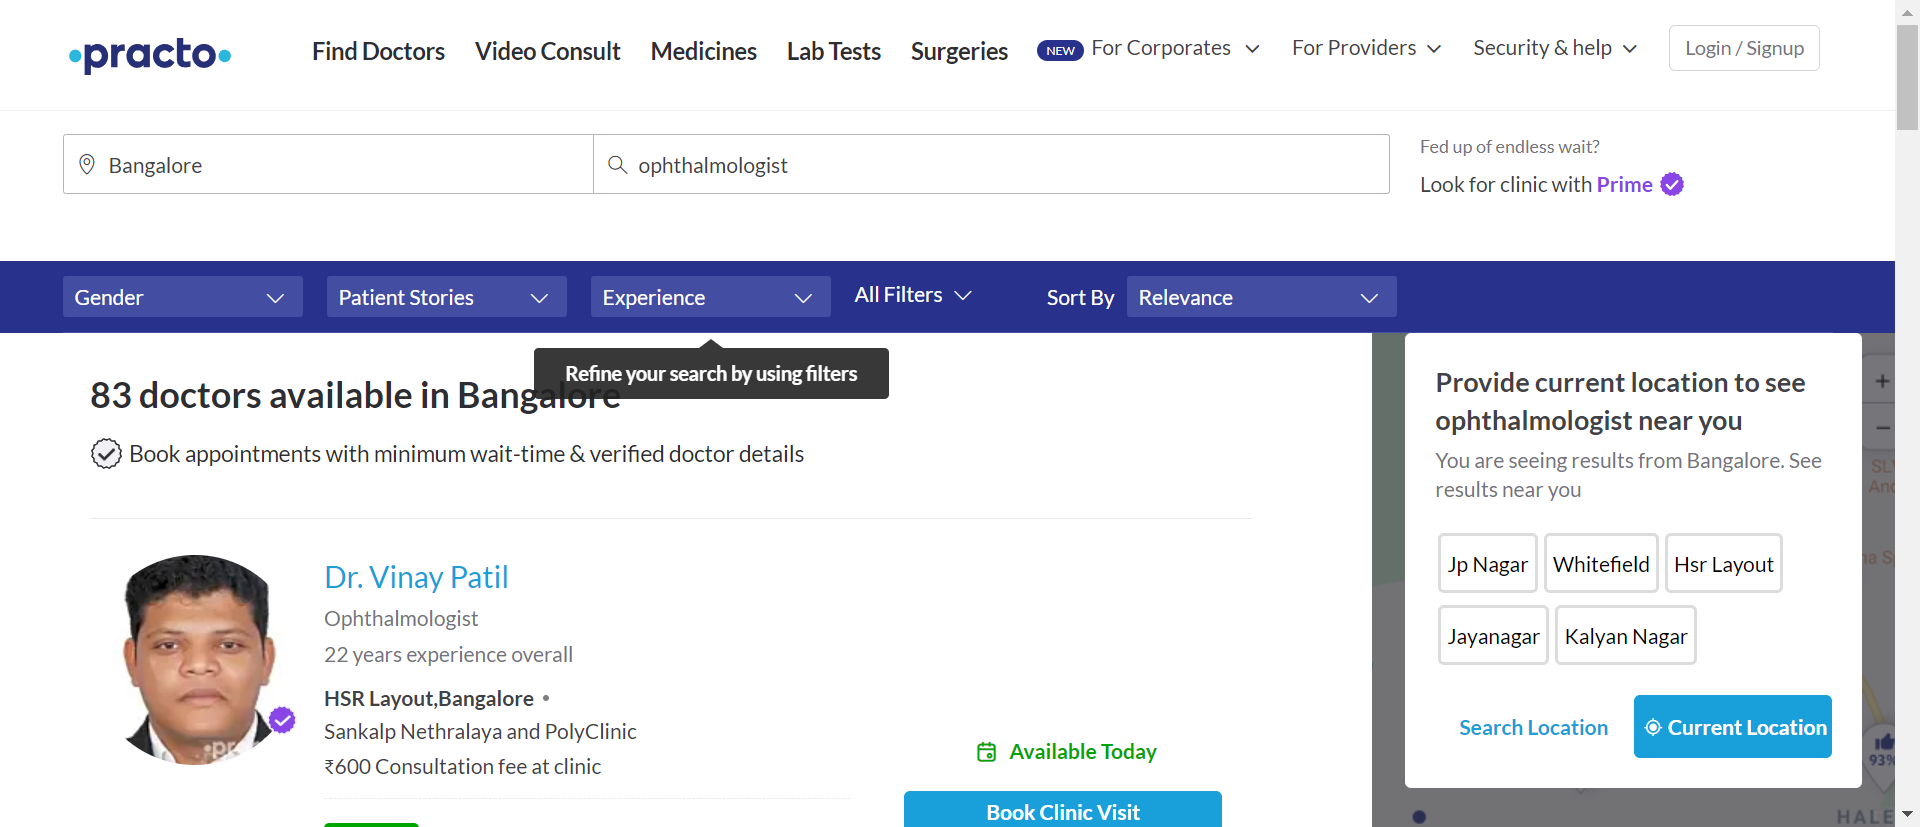 practo
Find Doctors
Video Consult
Medicines
Lab Tests
Surgeries
NEW
For Corporates
For Providers
Security & help
Login / Signup
Bangalore
ophthalmologist
Fed up of endless wait?
Look for clinic with Prime
Gender
Patient Stories
Experience
All Filters
Sort By
Relevance
Refine your search by using filters
83 doctors available in Bangalore
Book appointments with minimum wait-time & verified doctor details
Dr. Vinay Patil
Ophthalmologist
22 years experience overall
HSR Layout,Bangalore •
Sankalp Nethralaya and PolyClinic
₹600 Consultation fee at clinic
Available Today
Book Clinic Visit
Provide current location to see
ophthalmologist near you
You are seeing results from Bangalore. See
results near you
Jp Nagar
Whitefield
Hsr Layout
Jayanagar
Kalyan Nagar
Search Location
Current Location
93%